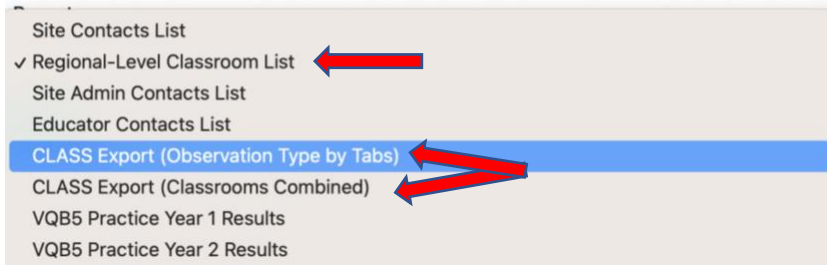 Site Contacts List
✓ Regional-Level Classroom List
Site Admin Contacts List
Educator Contacts List
CLASS Export (Observation Type by Tabs)
CLASS Export (Classrooms Combined)
VQB5 Practice Year 1 Results
VQB5 Practice Year 2 Results